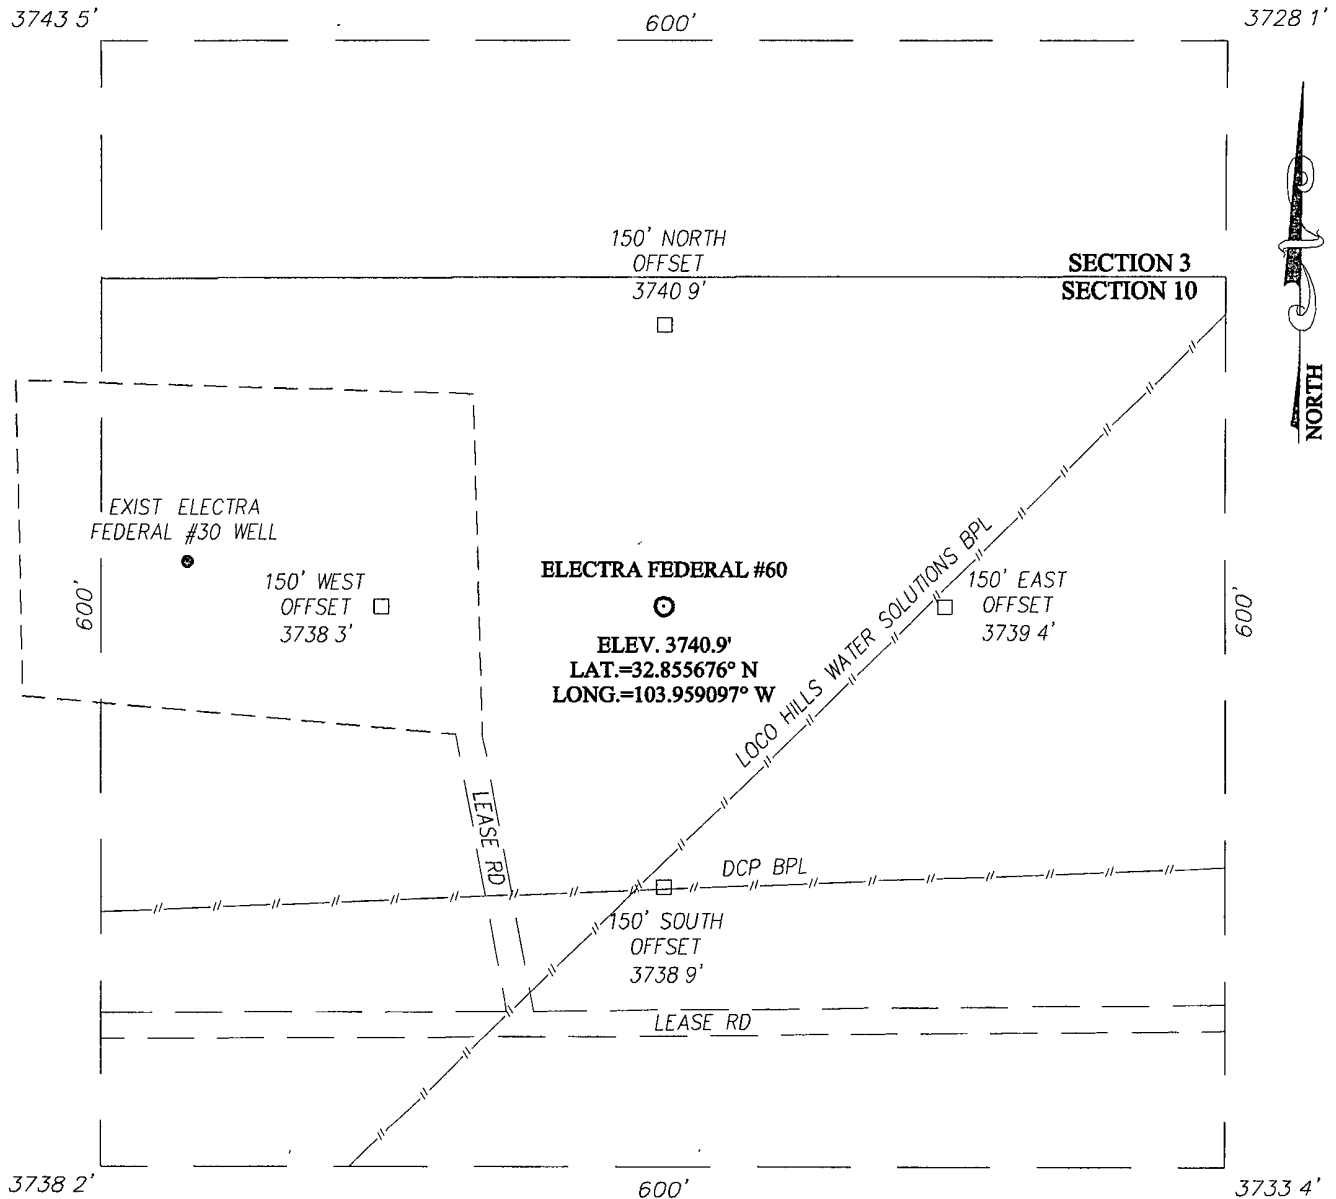 3743 5'
600'
3728 1'
150' NORTH
OFFSET
3740 9'
SECTION 3
SECTION 10
NORTH
EXIST ELECTRA
FEDERAL #30 WELL
150' WEST
OFFSET
3738 3'
600'
ELECTRA FEDERAL #60
ELEV. 3740.9'
LAT.=32.855676° N
LONG.=103.959097° W
LOCO HILLS WATER SOLUTIONS BPL
150' EAST
OFFSET
3739 4'
600'
LEASE RD
DCP BPL
150' SOUTH
OFFSET
3738 9'
LEASE RD
3738 2'
600'
3733 4'